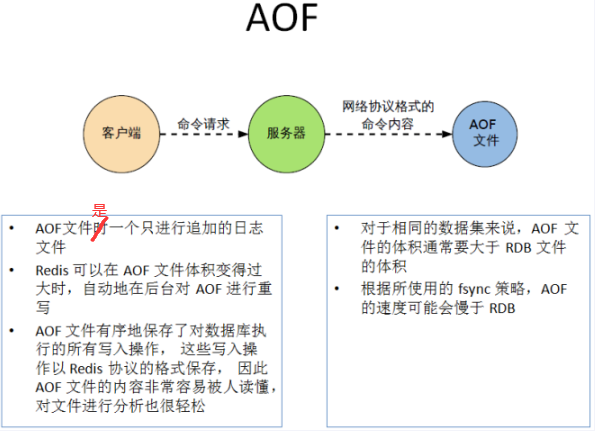 AOF
客户端
命令请求
服务器
网络协议格式的
命令内容
AOF
文件
是
• AOF文件时一个只进行追加的日志
文件
• Redis 可以在 AOF 文件体积变得过
大时，自动地在后台对 AOF 进行重
写
• AOF 文件有序地保存了对数据库执
行的所有写入操作， 这些写入操
作以 Redis 协议的格式保存， 因此
AOF 文件的内容非常容易被人读懂，
对文件进行分析也很轻松
• 对于相同的数据集来说，AOF 文
件的体积通常要大于 RDB 文件
的体积
• 根据所使用的 fsync 策略，AOF
的速度可能会慢于 RDB